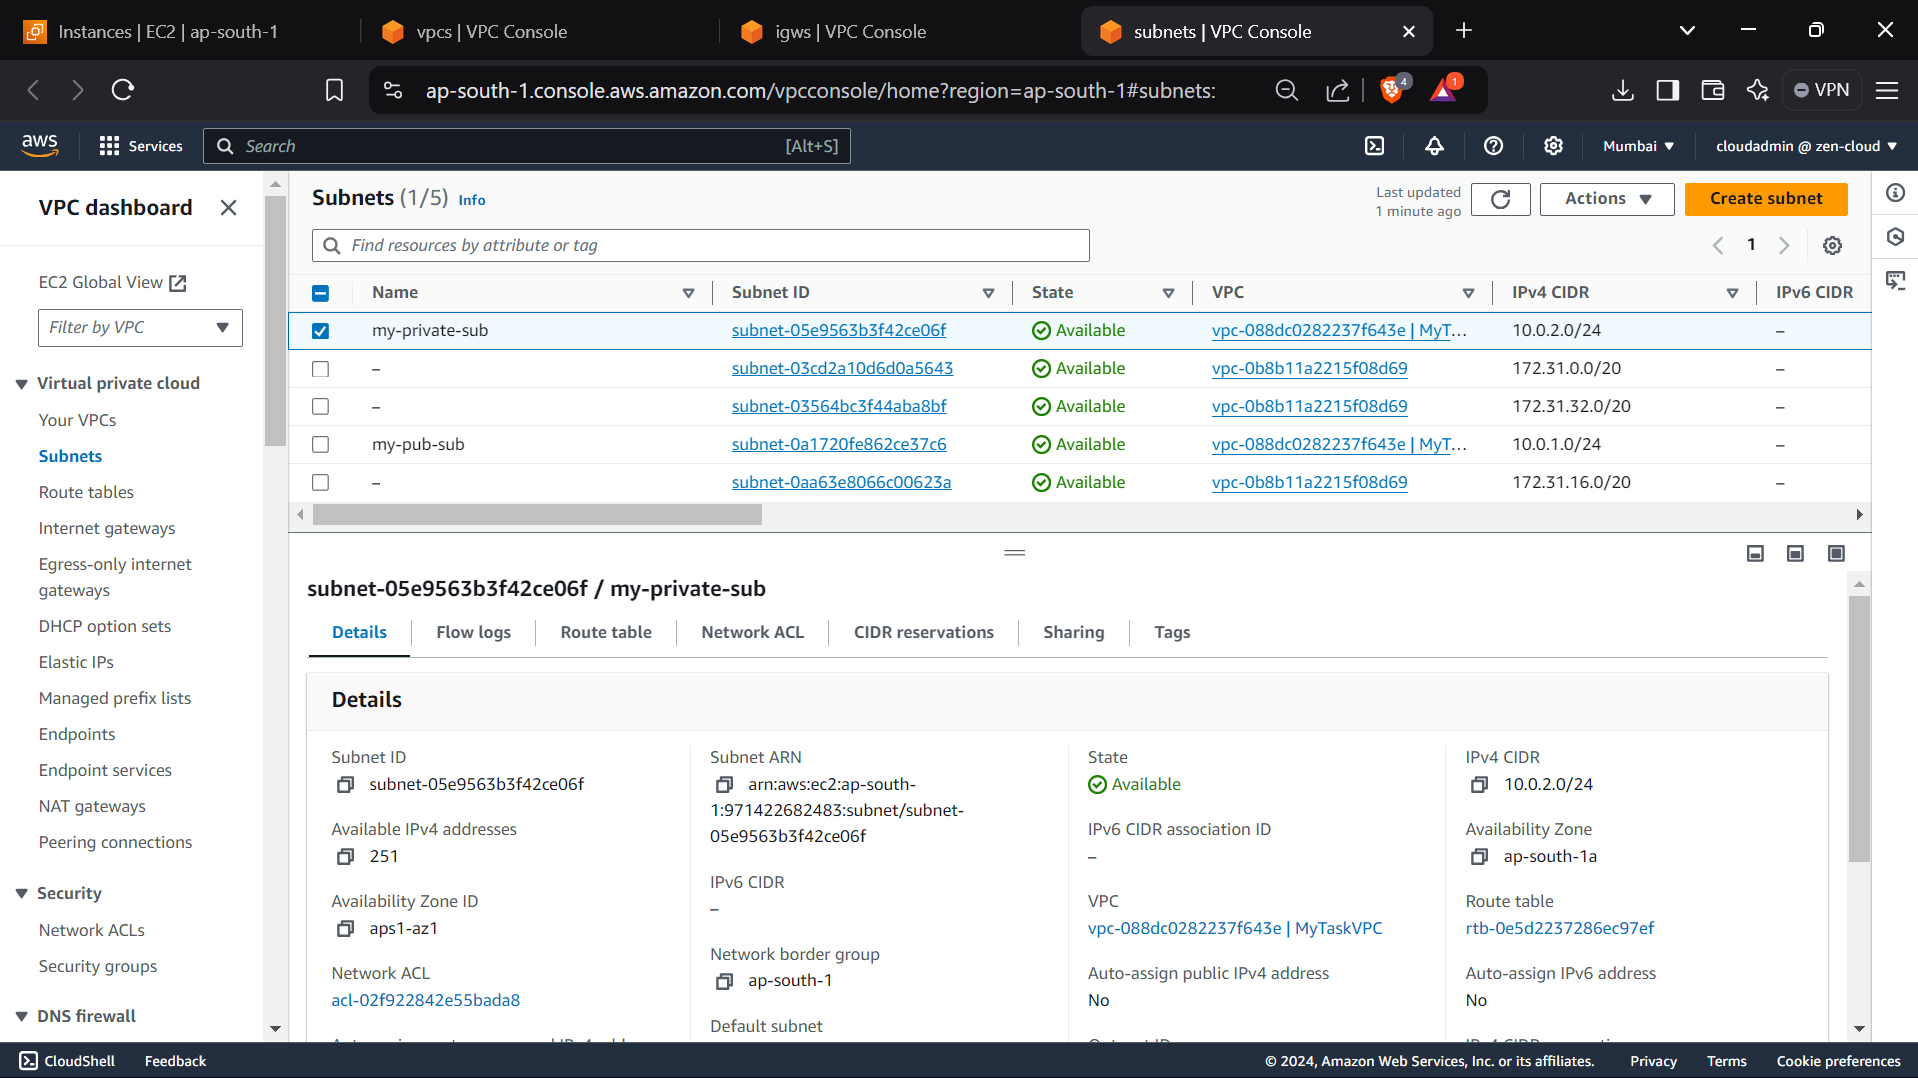 Instances | EC2 | ap-south-1
vpcs | VPC Console
igws | VPC Console
subnets | VPC Console
ap-south-1.console.aws.amazon.com/vpcconsole/home?region=ap-south-1#subnets:
4
1
VPN
aws
Services
Search
[Alt+S]
Mumbai
cloudadmin @ zen-cloud
VPC dashboard
EC2 Global View
Filter by VPC
Virtual private cloud
Your VPCs
Subnets
Route tables
Internet gateways
Egress-only internet
gateways
DHCP option sets
Elastic IPs
Managed prefix lists
Endpoints
Endpoint services
NAT gateways
Peering connections
Security
Network ACLs
Security groups
DNS firewall
Subnets (1/5) Info
Last updated
1 minute ago
Actions
Create subnet
Find resources by attribute or tag
1
Name Subnet ID State VPC IPv4 CIDR IPv6 CIDR
my-private-sub subnet-05e9563b3f42ce06f Available vpc-088dc0282237f643e | MyT... 10.0.2.0/24 –
– subnet-03cd2a10d6d0a5643 Available vpc-0b8b11a2215f08d69 172.31.0.0/20 –
– subnet-03564bc3f44aba8bf Available vpc-0b8b11a2215f08d69 172.31.32.0/20 –
my-pub-sub subnet-0a1720fe862ce37c6 Available vpc-088dc0282237f643e | MyT... 10.0.1.0/24 –
– subnet-0aa63e8066c00623a Available vpc-0b8b11a2215f08d69 172.31.16.0/20 –
subnet-05e9563b3f42ce06f / my-private-sub
Details
Flow logs
Route table
Network ACL
CIDR reservations
Sharing
Tags
Details
Subnet ID
subnet-05e9563b3f42ce06f
Available IPv4 addresses
251
Availability Zone ID
aps1-az1
Network ACL
acl-02f922842e55bada8
Subnet ARN
arn:aws:ec2:ap-south-
1:971422682483:subnet/subnet-
05e9563b3f42ce06f
IPv6 CIDR
–
Network border group
ap-south-1
Default subnet
State
Available
IPv6 CIDR association ID
–
VPC
vpc-088dc0282237f643e | MyTaskVPC
Auto-assign public IPv4 address
No
IPv4 CIDR
10.0.2.0/24
Availability Zone
ap-south-1a
Route table
rtb-0e5d2237286ec97ef
Auto-assign IPv6 address
No
CloudShell
Feedback
© 2024, Amazon Web Services, Inc. or its affiliates.
Privacy
Terms
Cookie preferences